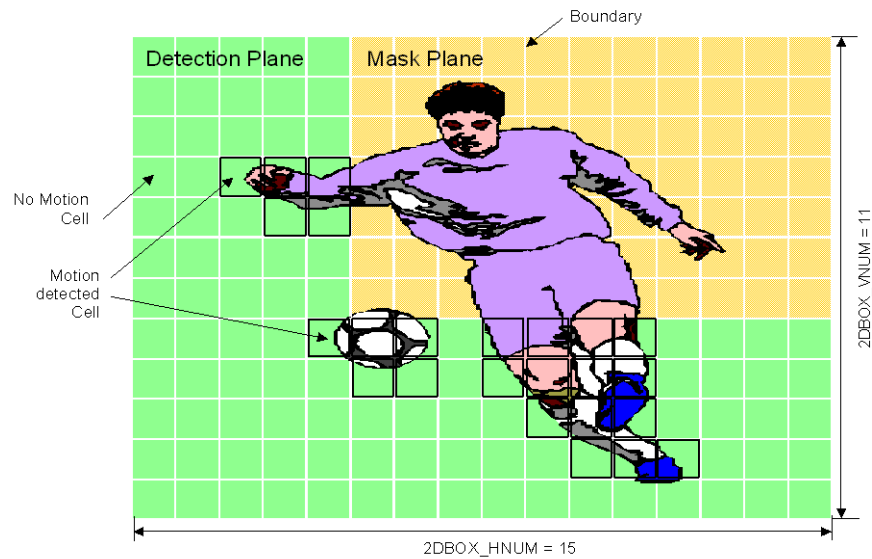 Boundary
Detection Plane
Mask Plane
No Motion
Cell
Motion
detected
Cell
2DBOX_VNUM = 11
2DBOX_HNUM = 15